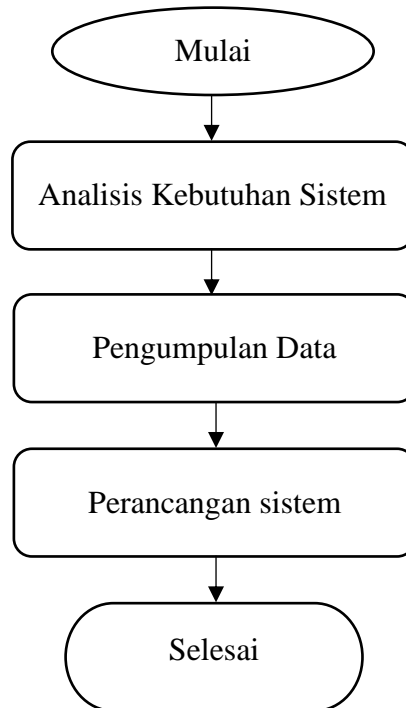 Mulai
Analisis Kebutuhan Sistem
Pengumpulan Data
Perancangan sistem
Selesai